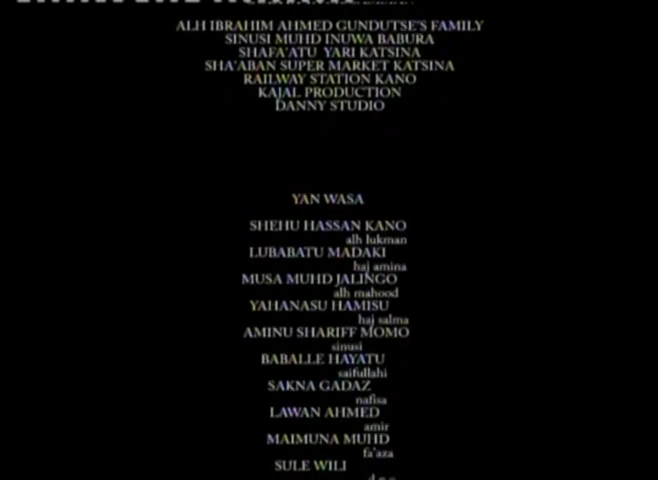 ALH IBRAHIM AHMED GUNDUTSE'S FAMILY
SINUSI MUHD INUWA BABURA
SHAFA'ATU YARI KATSINA
SHA'ABAN SUPER MARKET KATSINA
RAILWAY STATION KANO
KAJAL PRODUCTION
DANNY STUDIO
YAN WASA
SHEHU HASSAN KANO
alh lukman
LUBABATU MADAKI
haj amina
MUSA MUHD JALINGO
alh mahood
YAHANASU HAMISU
haj salma
AMINU SHARIFF MOMO
sinusi
BABALLE HAYATU
saifullahi
SAKNA GADAZ
nafisa
LAWAN AHMED
amir
MAIMUNA MUHD
fa'aza
SULE WILI